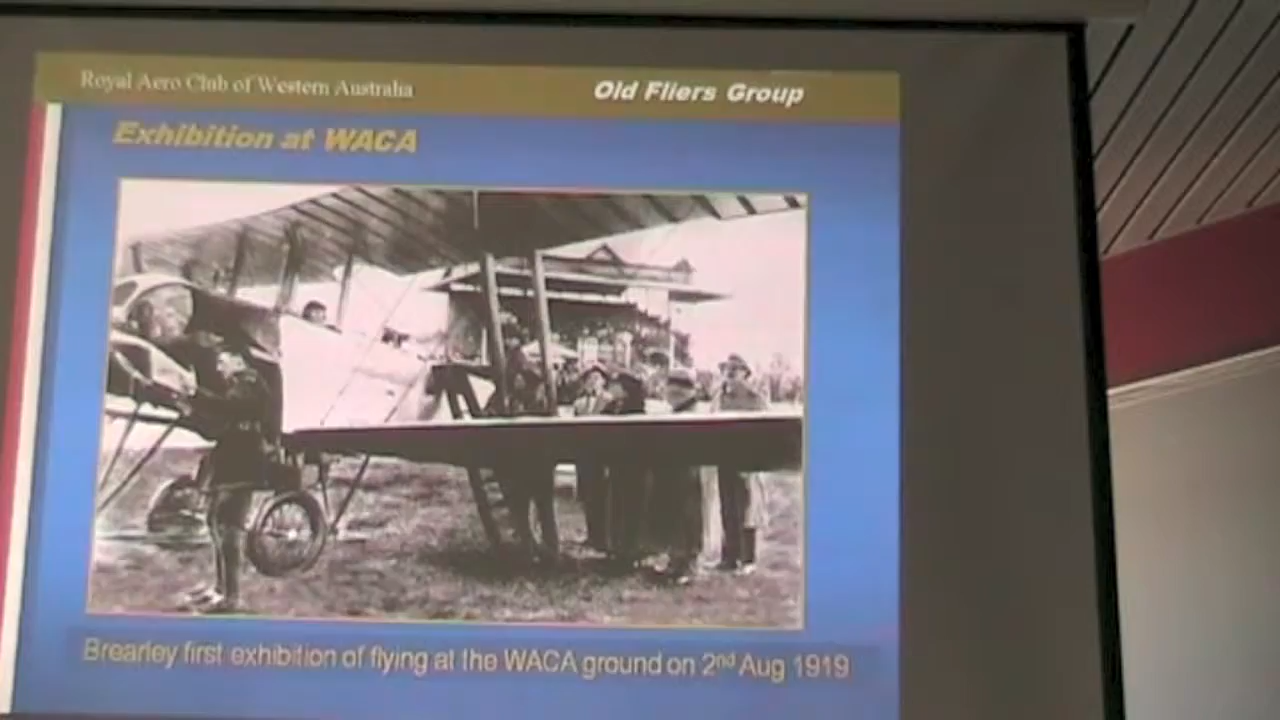 Royal Aero Club of Western Australia
Old Fliers Group
Exhibition at WACA
Brearley first exhibition of flying at the WACA ground on 2nd Aug 1919